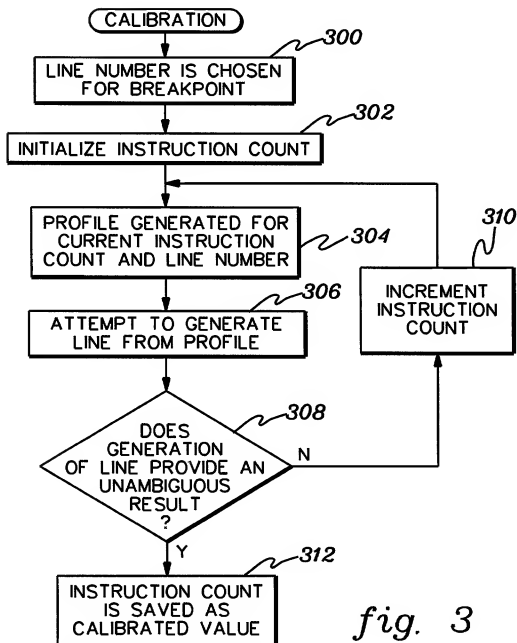 CALIBRATION
300
LINE NUMBER IS CHOSEN
FOR BREAKPOINT
302
INITIALIZE INSTRUCTION COUNT
PROFILE GENERATED FOR
CURRENT INSTRUCTION
COUNT AND LINE NUMBER
304
310
INCREMENT
INSTRUCTION
COUNT
306
ATTEMPT TO GENERATE
LINE FROM PROFILE
308
DOES
GENERATION
OF LINE PROVIDE AN
UNAMBIGUOUS
RESULT
?
N
Y
312
INSTRUCTION COUNT
IS SAVED AS
CALIBRATED VALUE
fig. 3